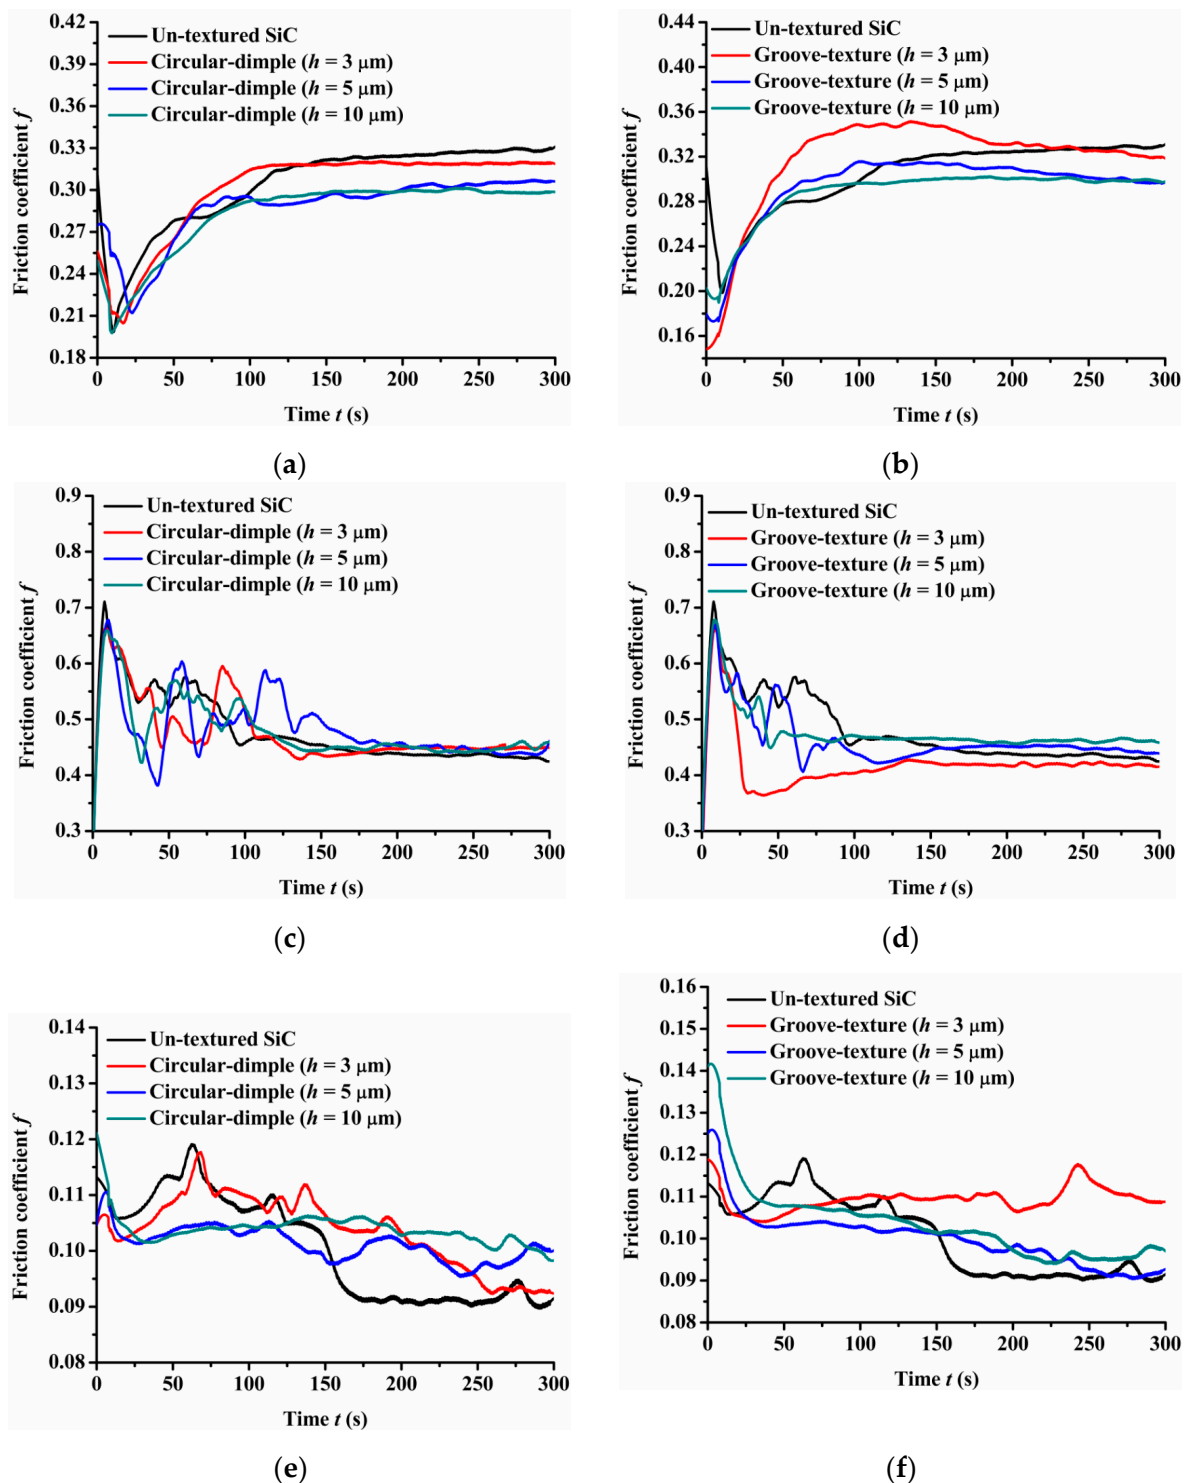 Un-textured SiC
Circular-dimple (h = 3 μm)
Circular-dimple (h = 5 μm)
Circular-dimple (h = 10 μm)
Friction coefficient f
0.42
0.39
0.36
0.33
0.30
0.27
0.24
0.21
0.18
0 50 100 150 200 250 300
Time t (s)
(a)
Un-textured SiC
Groove-texture (h = 3 μm)
Groove-texture (h = 5 μm)
Groove-texture (h = 10 μm)
Friction coefficient f
0.44
0.40
0.36
0.32
0.28
0.24
0.20
0.16
0 50 100 150 200 250 300
Time t (s)
(b)
Un-textured SiC
Circular-dimple (h = 3 μm)
Circular-dimple (h = 5 μm)
Circular-dimple (h = 10 μm)
Friction coefficient f
0.9
0.8
0.7
0.6
0.5
0.4
0.3
0 50 100 150 200 250 300
Time t (s)
(c)
Un-textured SiC
Groove-texture (h = 3 μm)
Groove-texture (h = 5 μm)
Groove-texture (h = 10 μm)
Friction coefficient f
0.9
0.8
0.7
0.6
0.5
0.4
0.3
0 50 100 150 200 250 300
Time t (s)
(d)
Un-textured SiC
Circular-dimple (h = 3 μm)
Circular-dimple (h = 5 μm)
Circular-dimple (h = 10 μm)
Friction coefficient f
0.14
0.13
0.12
0.11
0.10
0.09
0.08
0 50 100 150 200 250 300
Time t (s)
(e)
Un-textured SiC
Groove-texture (h = 3 μm)
Groove-texture (h = 5 μm)
Groove-texture (h = 10 μm)
Friction coefficient f
0.16
0.15
0.14
0.13
0.12
0.11
0.10
0.09
0.08
0 50 100 150 200 250 300
Time t (s)
(f)